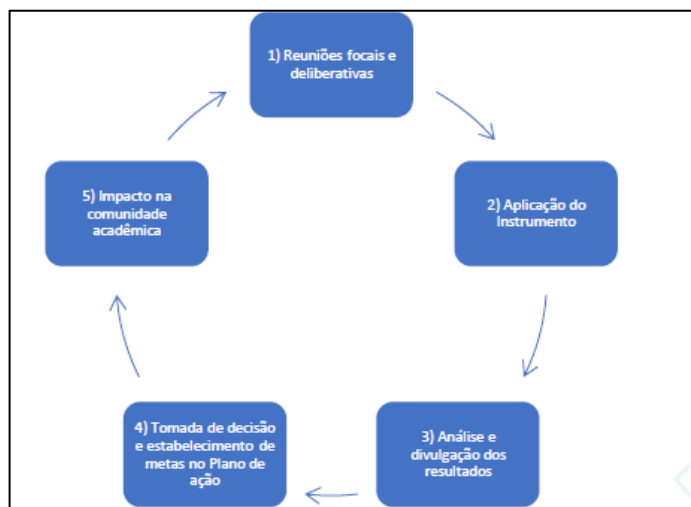 1) Reuniões focais e
deliberativas
2) Aplicação do
Instrumento
3) Análise e
divulgação dos
resultados
4) Tomada de decisão
e estabelecimento de
metas no Plano de
ação
5) Impacto na
comunidade
acadêmica